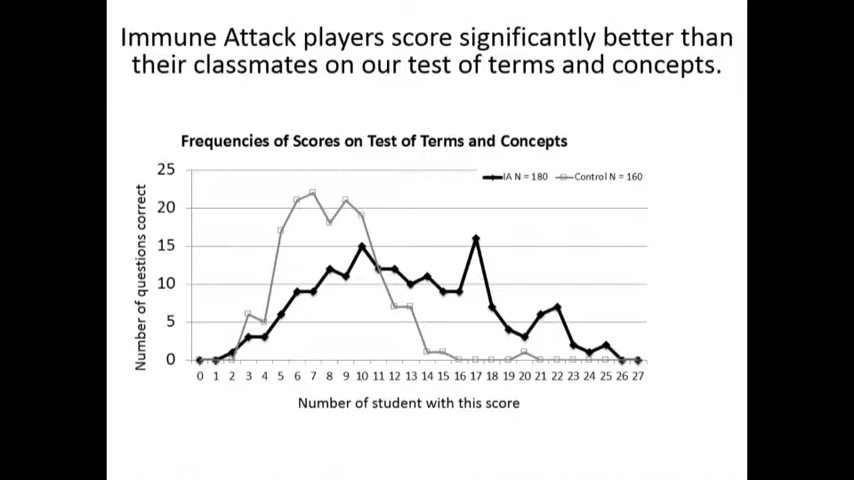 Immune Attack players score significantly better than
their classmates on our test of terms and concepts.
Frequencies of Scores on Test of Terms and Concepts
IA N = 180 Control N = 160
Number of questions correct
25
20
15
10
5
0
0 1 2 3 4 5 6 7 8 9 10 11 12 13 14 15 16 17 18 19 20 21 22 23 24 25 26 27
Number of student with this score